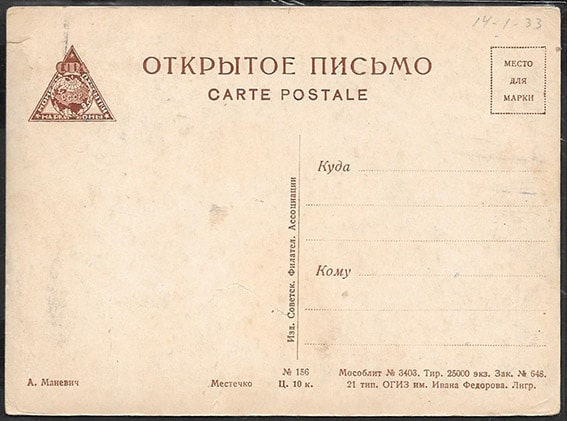 14-1-33
ОТКРЫТОЕ ПИСЬМО
CARTE POSTALE
МЕСТО
ДЛЯ
МАРКИ
СССР
Куда
Кому
Изд. Советск. Филател. Ассоциации
А. Маневич
Местечко
№ 156
Ц. 10 к.
Мособлит № 3403. Тир. 25000 экз. Зак. № 648.
21 тип. ОГИЗ им. Ивана Федорова. Лнгр.